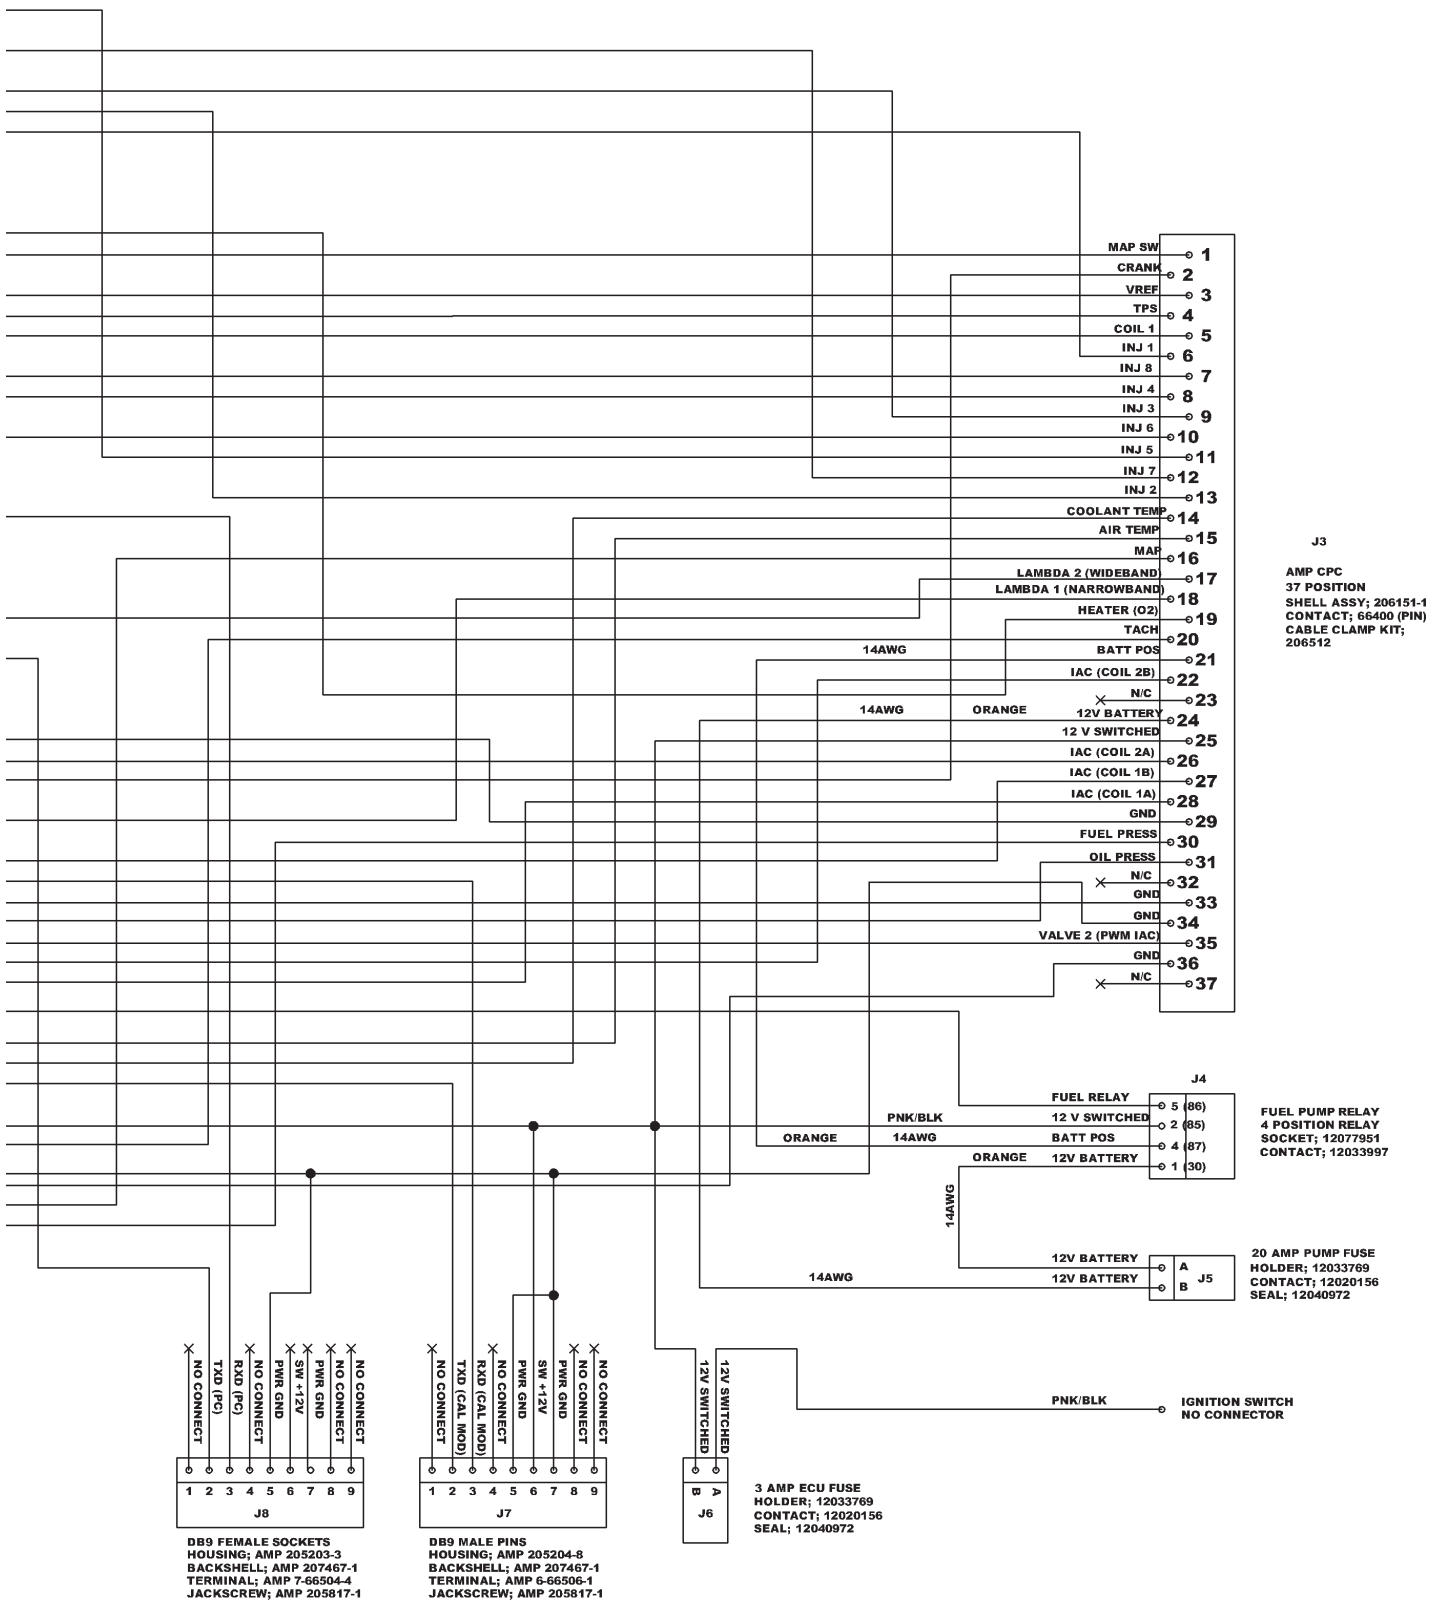 MAP SW 1
CRANK 2
VREF 3
TPS 4
COIL 1 5
INJ 1 6
INJ 8 7
INJ 4 8
INJ 3 9
INJ 6 10
INJ 5 11
INJ 7 12
INJ 2 13
COOLANT TEMP 14
AIR TEMP 15
MAP 16
LAMBDA 2 (WIDEBAND) 17
LAMBDA 1 (NARROWBAND) 18
HEATER (O2) 19
TACH 20
14AWG BATT POS 21
IAC (COIL 2B) 22
N/C 23
14AWG ORANGE 12V BATTERY 24
12 V SWITCHED 25
IAC (COIL 2A) 26
IAC (COIL 1B) 27
IAC (COIL 1A) 28
GND 29
FUEL PRESS 30
OIL PRESS 31
N/C 32
GND 33
GND 34
VALVE 2 (PWM IAC) 35
GND 36
N/C 37
J3
AMP CPC
37 POSITION
SHELL ASSY; 206151-1
CONTACT; 66400 (PIN)
CABLE CLAMP KIT;
206512
J4
FUEL RELAY 5 (86)
PNK/BLK 12 V SWITCHED 2 (85)
ORANGE 14AWG BATT POS 4 (87)
ORANGE 12V BATTERY 1 (30)
14AWG
FUEL PUMP RELAY
4 POSITION RELAY
SOCKET; 12077951
CONTACT; 12033997
12V BATTERY A
14AWG 12V BATTERY B
J5
20 AMP PUMP FUSE
HOLDER; 12033769
CONTACT; 12020156
SEAL; 12040972
NO CONNECT
TXD (PC)
RXD (PC)
NO CONNECT
PWR GND
SW +12V
PWR GND
NO CONNECT
NO CONNECT
1 2 3 4 5 6 7 8 9
J8
DB9 FEMALE SOCKETS
HOUSING; AMP 205203-3
BACKSHELL; AMP 207467-1
TERMINAL; AMP 7-66504-4
JACKSCREW; AMP 205817-1
NO CONNECT
TXD (CAL MOD)
RXD (CAL MOD)
NO CONNECT
PWR GND
SW +12V
PWR GND
NO CONNECT
NO CONNECT
1 2 3 4 5 6 7 8 9
J7
DB9 MALE PINS
HOUSING; AMP 205204-8
BACKSHELL; AMP 207467-1
TERMINAL; AMP 6-66506-1
JACKSCREW; AMP 205817-1
12V SWITCHED
12V SWITCHED
B A
J6
3 AMP ECU FUSE
HOLDER; 12033769
CONTACT; 12020156
SEAL; 12040972
PNK/BLK
IGNITION SWITCH
NO CONNECTOR